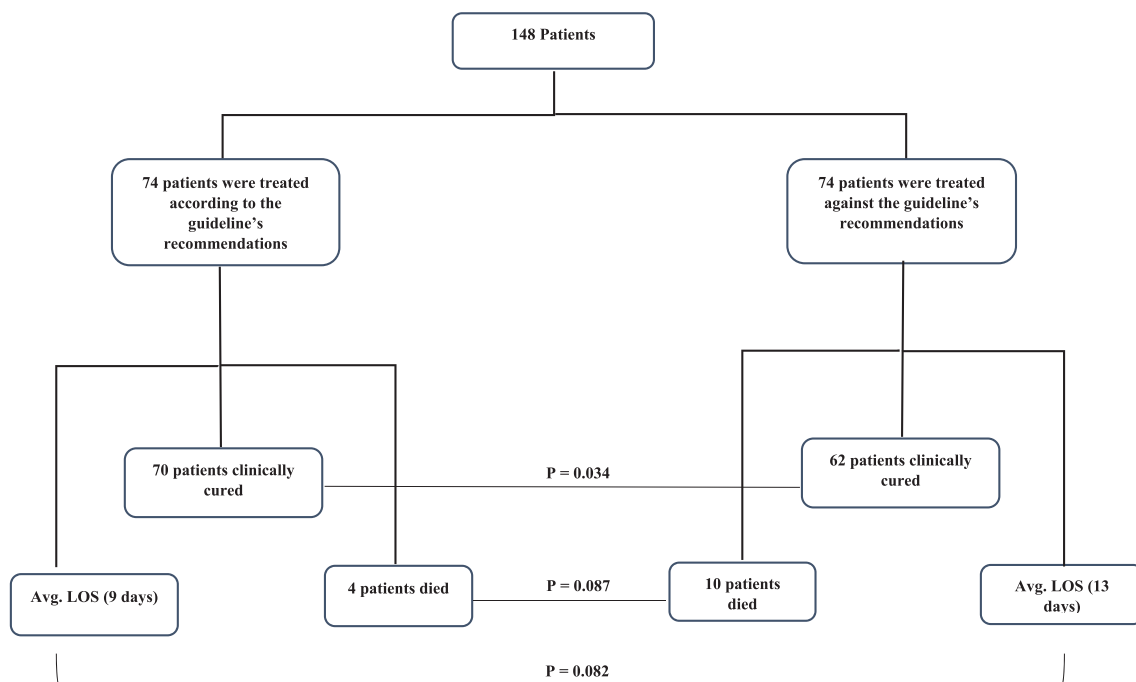 148 Patients
74 patients were treated
according to the
guideline’s
recommendations
74 patients were treated
against the guideline’s
recommendations
70 patients clinically
cured
P = 0.034
62 patients clinically
cured
Avg. LOS (9 days)
4 patients died
P = 0.087
10 patients
died
Avg. LOS (13
days)
P = 0.082